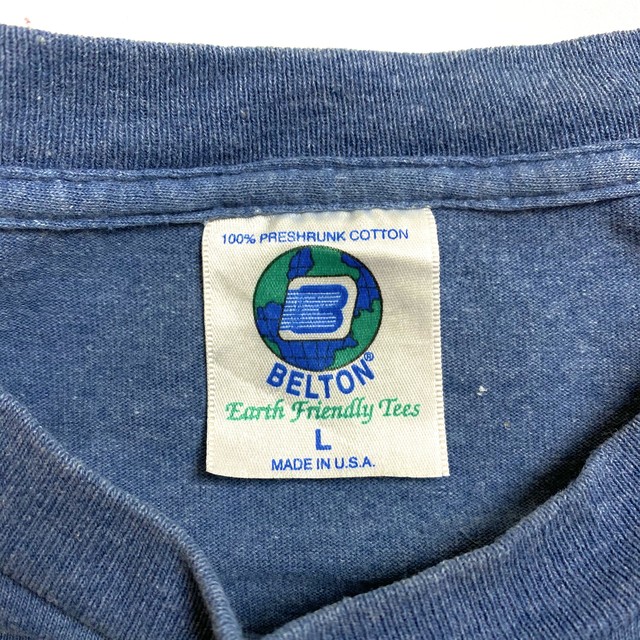 100% PRESHRUNK COTTON
B
BELTON®
Earth Friendly Tees
L
MADE IN U.S.A.